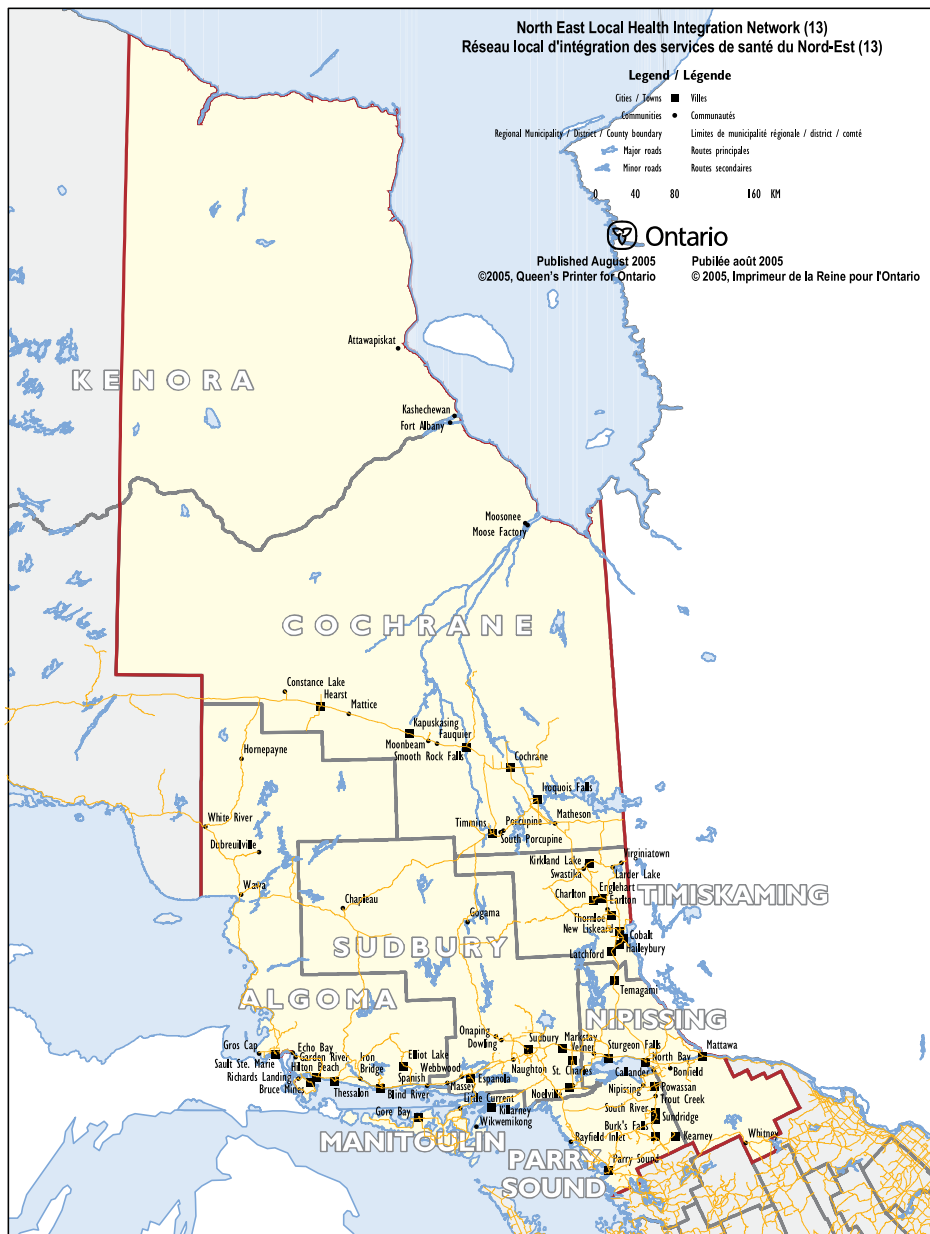 North East Local Health Integration Network (13)
Réseau local d'intégration des services de santé du Nord-Est (13)
Legend / Légende
Cities / Towns Villes
Communities Communautés
Regional Municipality / District / County boundary Limites de municipalité régionale / district / comté
Major roads Routes principales
Minor roads Routes secondaires
0 40 80 160 KM
Ontario
Published August 2005 Pubilée août 2005
©2005, Queen's Printer for Ontario © 2005, Imprimeur de la Reine pour l'Ontario
Attawapiskat
KENORA
Kashechewan
Fort Albany
Moosonee
Moose Factory
COCHRANE
Constance Lake
Hearst
Mattice
Kapuskasing
Fauquier
Moonbeam
Smooth Rock Falls
Hornepayne
Cochrane
Iroquois Falls
White River
Timmins
Porcupine
Matheson
South Porcupine
Dubreuilville
Kirkland Lake
Virginiatown
Swastika
Larder Lake
Wawa
Chapleau
Englehart
Charlton
Earlton
TIMISKAMING
Gogama
Thornloe
New Liskeard
Cobalt
SUDBURY
Haileybury
Latchford
Temagami
ALGOMA
NIPISSING
Onaping
Dowling
Sudbury
Markstay
Verner
Sturgeon Falls
Mattawa
Gros Cap
Echo Bay
Sault Ste. Marie
Garden River
Iron
Bridge
Elliot Lake
Webbwood
Naughton
St. Charles
North Bay
Callander
Bonfield
Hilton Beach
Richards Landing
Bruce Mines
Thessalon
Spanish
Blind River
Massey
Espanola
Noelville
Nipissing
Powassan
Trout Creek
Little Current
Killarney
Gore Bay
Wikwemikong
South River
Sundridge
Burk's Falls
Kearney
Whitney
MANITOULIN
Bayfield Inlet
PARRY
SOUND
Parry Sound